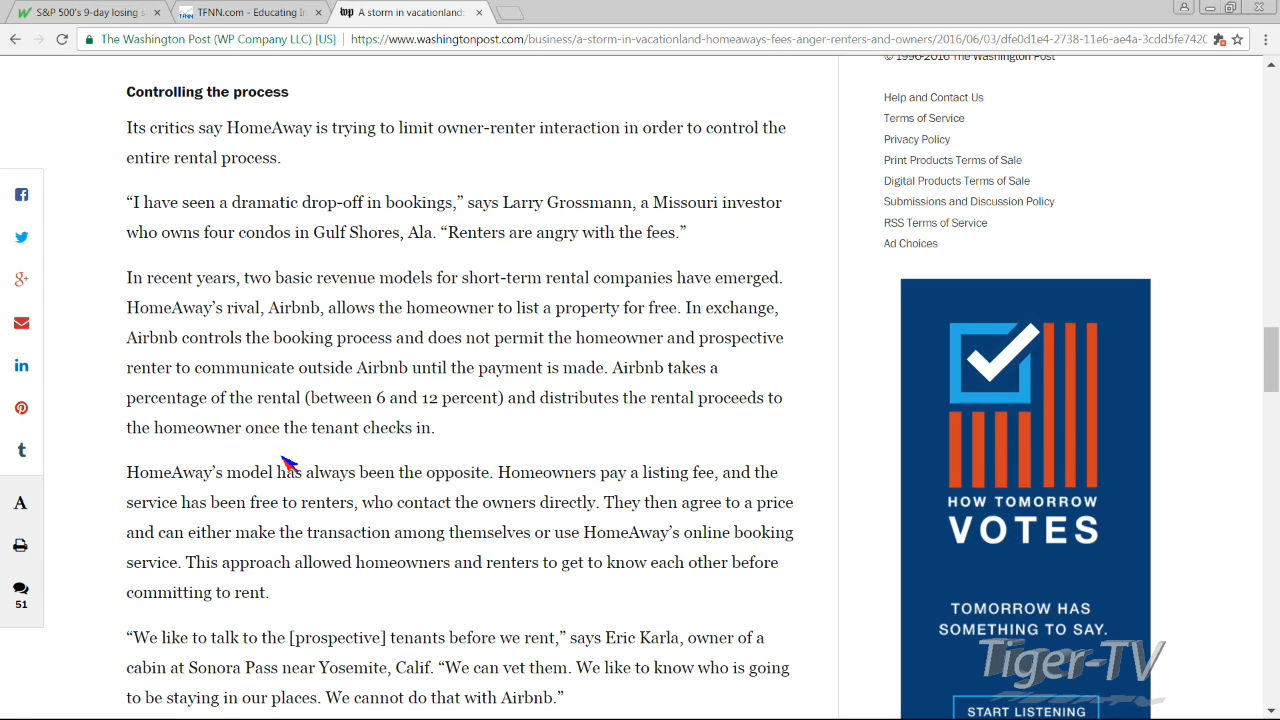 S&P 500's 9-day losing s
TFNN.com - Educating In
A storm in vacationland:
The Washington Post (WP Company LLC) [US]
https://www.washingtonpost.com/business/a-storm-in-vacationland-homeaways-fees-anger-renters-and-owners/2016/06/03/dfe0d1e4-2738-11e6-ae4a-3cdd5fe7420
Controlling the process
Its critics say HomeAway is trying to limit owner-renter interaction in order to control the
entire rental process.
“I have seen a dramatic drop-off in bookings,” says Larry Grossmann, a Missouri investor
who owns four condos in Gulf Shores, Ala. “Renters are angry with the fees.”
In recent years, two basic revenue models for short-term rental companies have emerged.
HomeAway’s rival, Airbnb, allows the homeowner to list a property for free. In exchange,
Airbnb controls the booking process and does not permit the homeowner and prospective
renter to communicate outside Airbnb until the payment is made. Airbnb takes a
percentage of the rental (between 6 and 12 percent) and distributes the rental proceeds to
the homeowner once the tenant checks in.
HomeAway’s model has always been the opposite. Homeowners pay a listing fee, and the
service has been free to renters, who contact the owners directly. They then agree to a price
and can either make the transaction among themselves or use HomeAway’s online booking
service. This approach allowed homeowners and renters to get to know each other before
committing to rent.
“We like to talk to the [prospective] tenants before we rent,” says Eric Karla, owner of a
cabin at Sonora Pass near Yosemite, Calif. “We can vet them. We like to know who is going
to be staying in our places. We cannot do that with Airbnb.”
51
© 1996-2016 The Washington Post
Help and Contact Us
Terms of Service
Privacy Policy
Print Products Terms of Sale
Digital Products Terms of Sale
Submissions and Discussion Policy
RSS Terms of Service
Ad Choices
HOW TOMORROW
VOTES
TOMORROW HAS
SOMETHING TO SAY.
START LISTENING
Tiger-TV